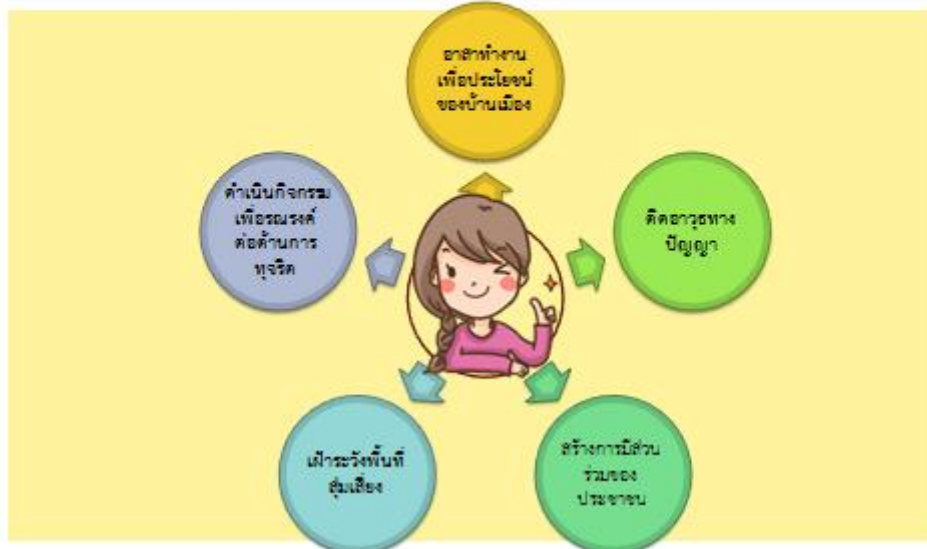 อาสาทำงาน
เพื่อประโยชน์
ของบ้านเมือง
ติดอาวุธทาง
ปัญญา
สร้างการมีส่วน
ร่วมของ
ประชาชน
เฝ้าระวังพื้นที่
สุ่มเสี่ยง
ดำเนินกิจกรรม
เพื่อรณรงค์
ต่อต้านการ
ทุจริต